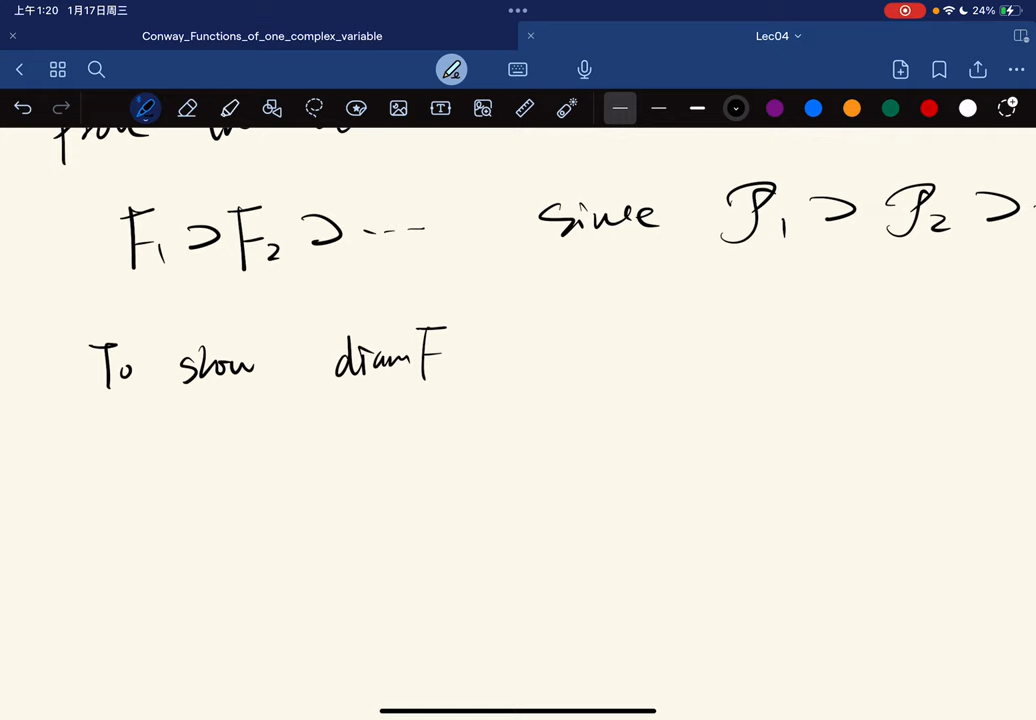 上午1:20 1月17日周三
24%
Conway_Functions_of_one_complex_variable
Lec04
F₁ ⊃ F₂ ⊃ ---- since 𝒫₁ ⊃ 𝒫₂ ⊃
To show diam F